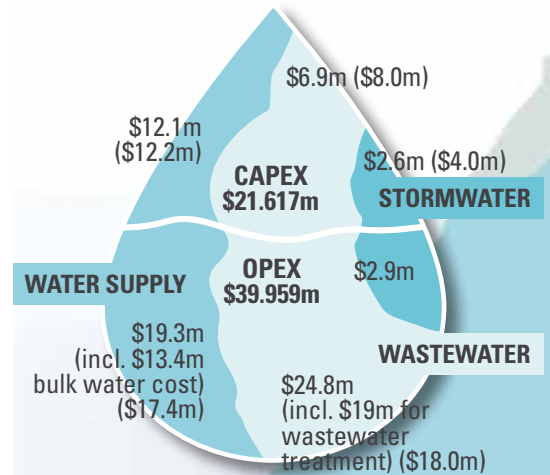 $6.9m ($8.0m)
$12.1m
($12.2m)
$2.6m ($4.0m)
CAPEX
$21.617m
STORMWATER
OPEX
$39.959m
$2.9m
WATER SUPPLY
$19.3m
(incl. $13.4m
bulk water cost)
($17.4m)
WASTEWATER
$24.8m
(incl. $19m for
wastewater
treatment) ($18.0m)